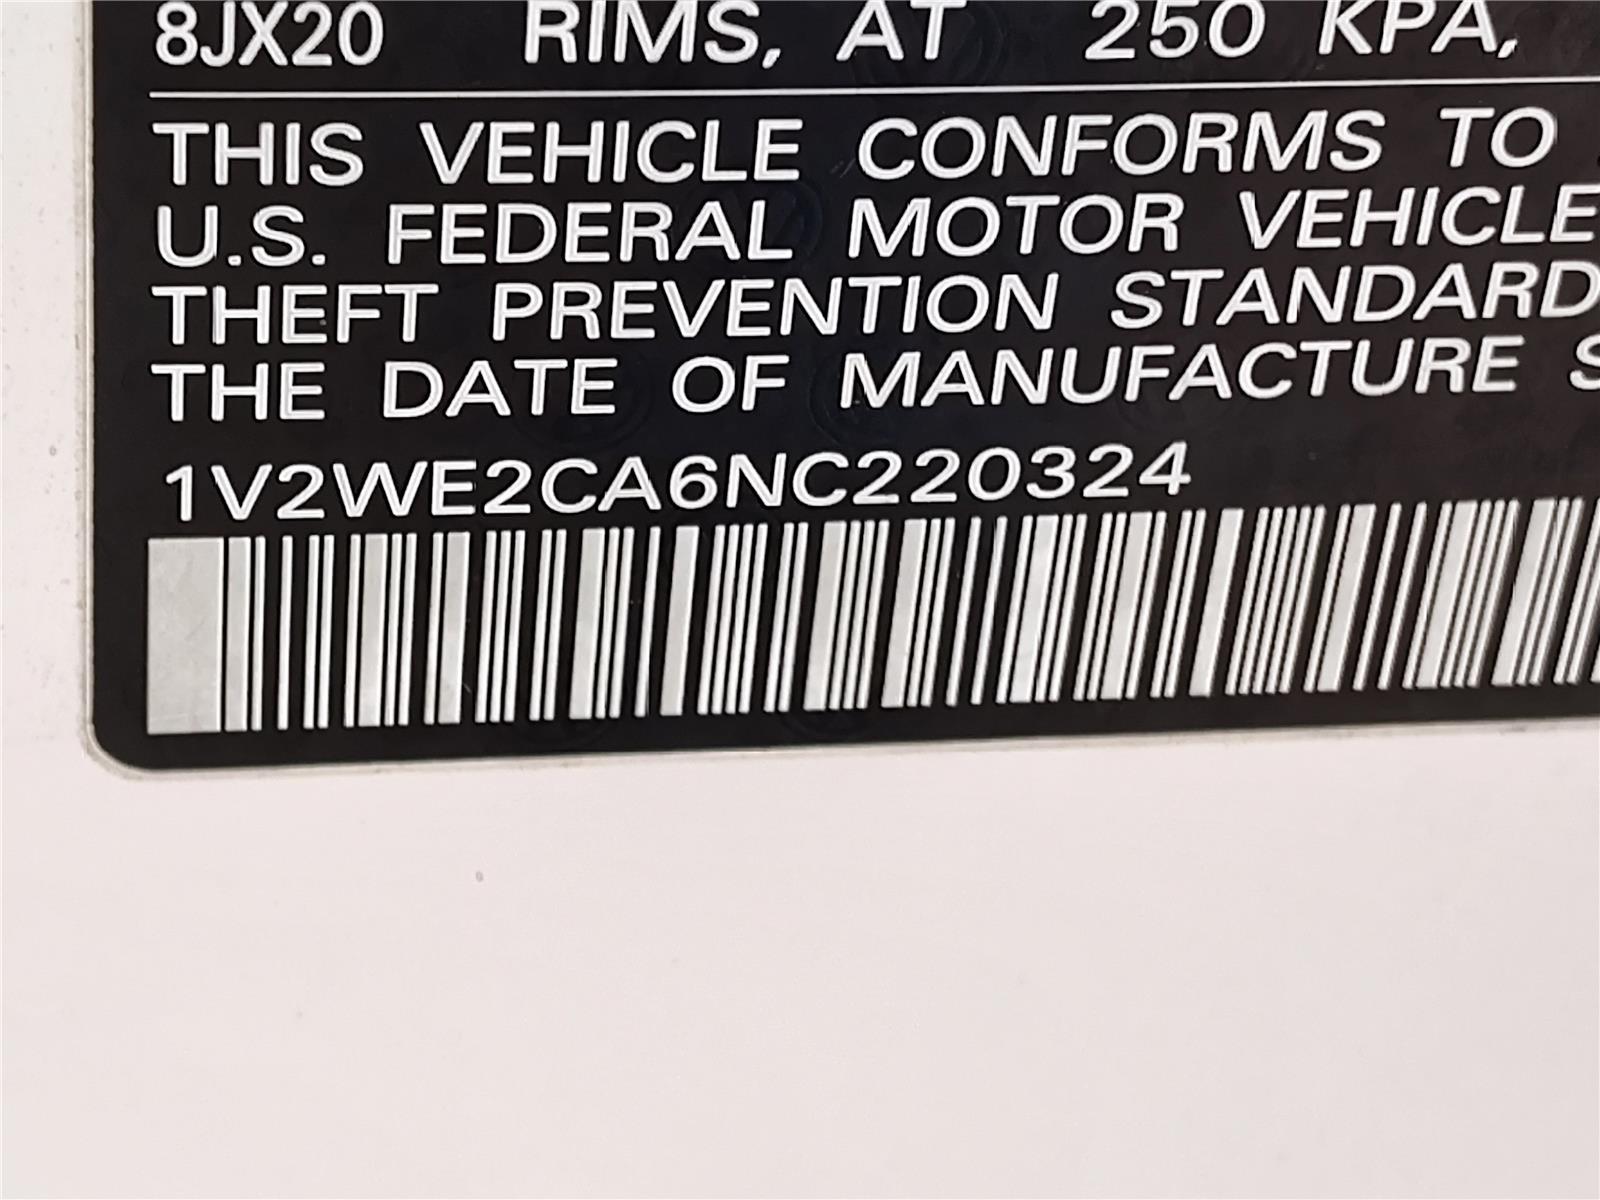 8JX20 RIMS, AT 250 KPA,
THIS VEHICLE CONFORMS TO
U.S. FEDERAL MOTOR VEHICLE
THEFT PREVENTION STANDARD
THE DATE OF MANUFACTURE S
1V2WE2CA6NC220324